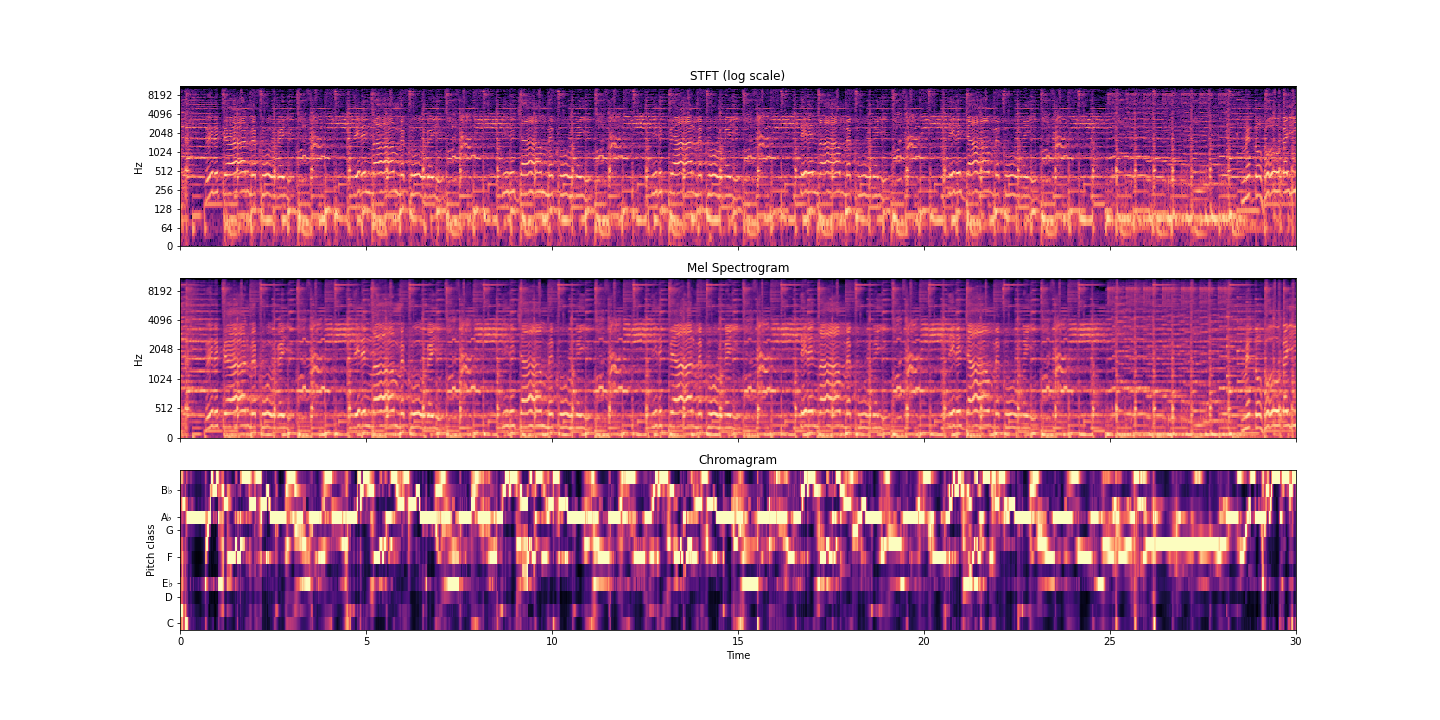 STFT (log scale)
8192
4096
2048
1024
512
256
128
64
0
Hz
Mel Spectrogram
8192
4096
2048
1024
512
0
Hz
Chromagram
B♭
A♭
G
F
E♭
D
C
Pitch class
0 5 10 15 20 25 30
Time